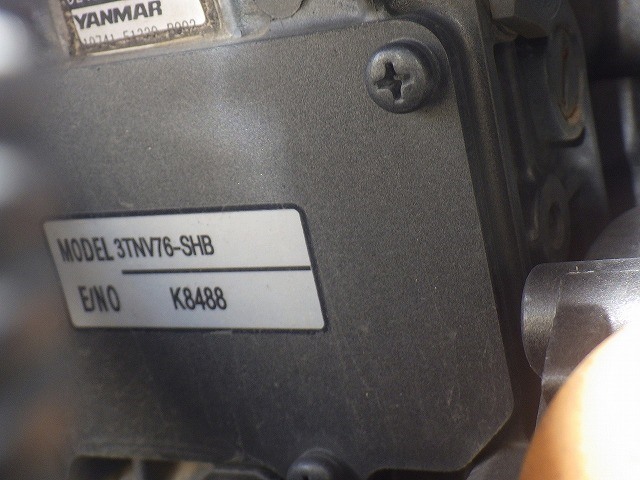 YANMAR
MODEL 3TNV76-SHB
E/NO K8488